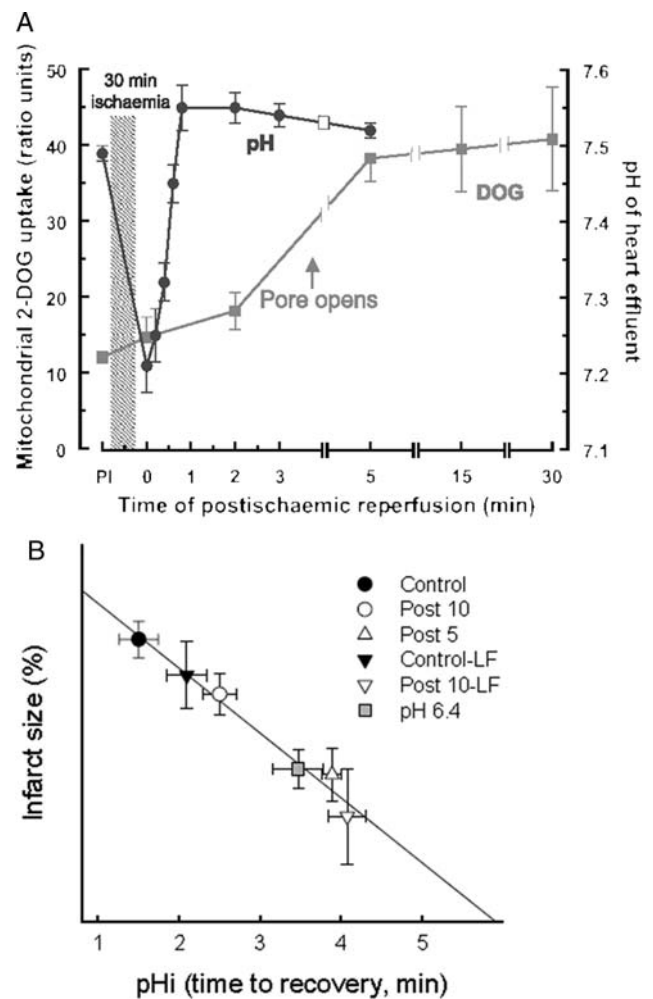 A
50
40
30
20
10
0
Mitochondrial 2-DOG uptake (ratio units)
30 min
ischaemia
pH
DOG
Pore opens
7.6
7.5
7.4
7.3
7.2
7.1
pH of heart effluent
PI 0 1 2 3 5 15 30
Time of postischaemic reperfusion (min)
B
Control
Post 10
Post 5
Control-LF
Post 10-LF
pH 6.4
Infarct size (%)
1 2 3 4 5
pHi (time to recovery, min)